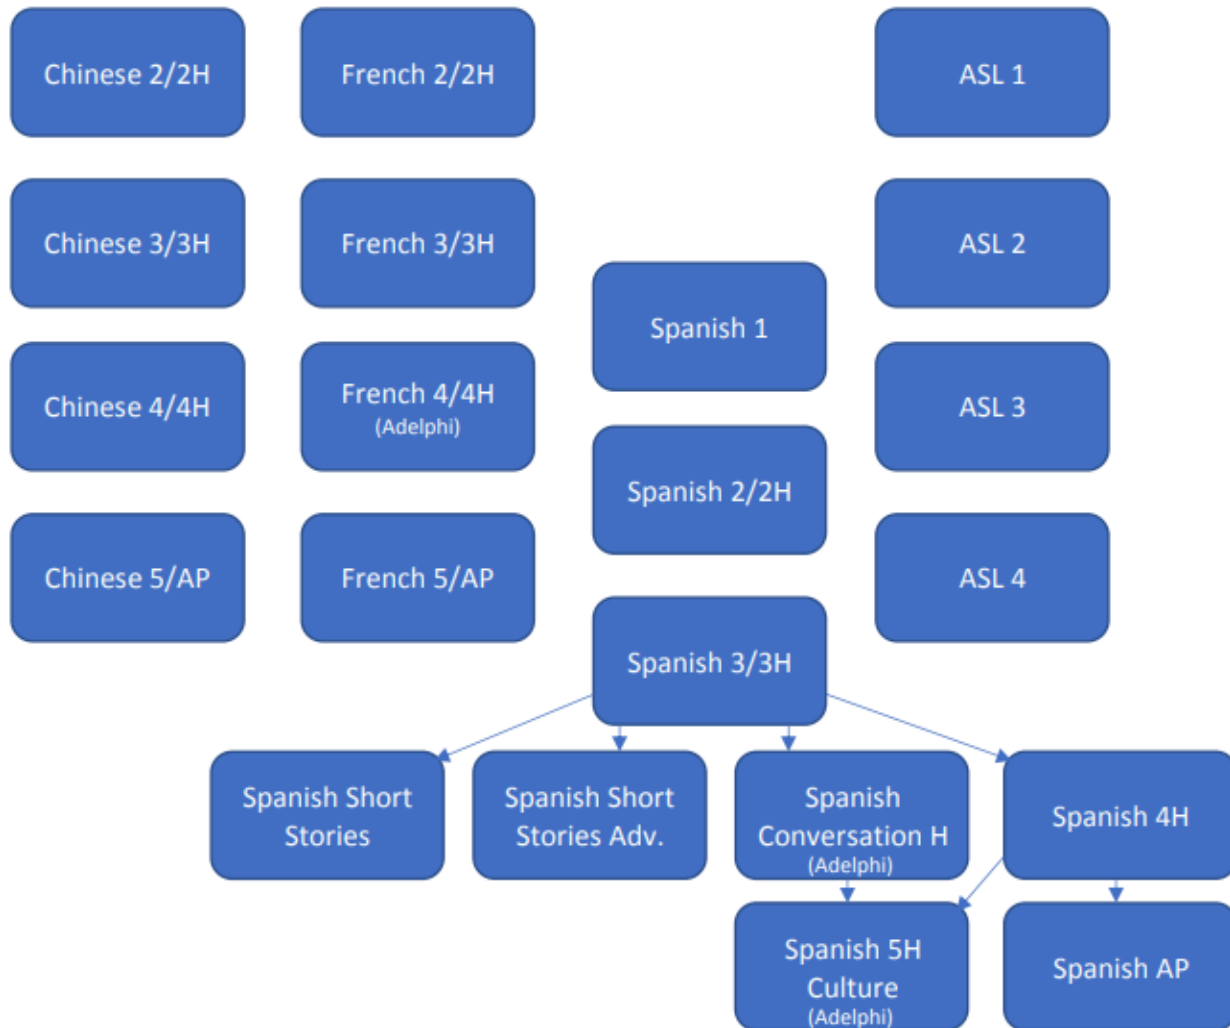 Chinese 2/2H
French 2/2H
ASL 1
Chinese 3/3H
French 3/3H
ASL 2
Spanish 1
Chinese 4/4H
French 4/4H
(Adelphi)
ASL 3
Spanish 2/2H
Chinese 5/AP
French 5/AP
ASL 4
Spanish 3/3H
Spanish Short
Stories
Spanish Short
Stories Adv.
Spanish
Conversation H
(Adelphi)
Spanish 4H
Spanish 5H
Culture
(Adelphi)
Spanish AP